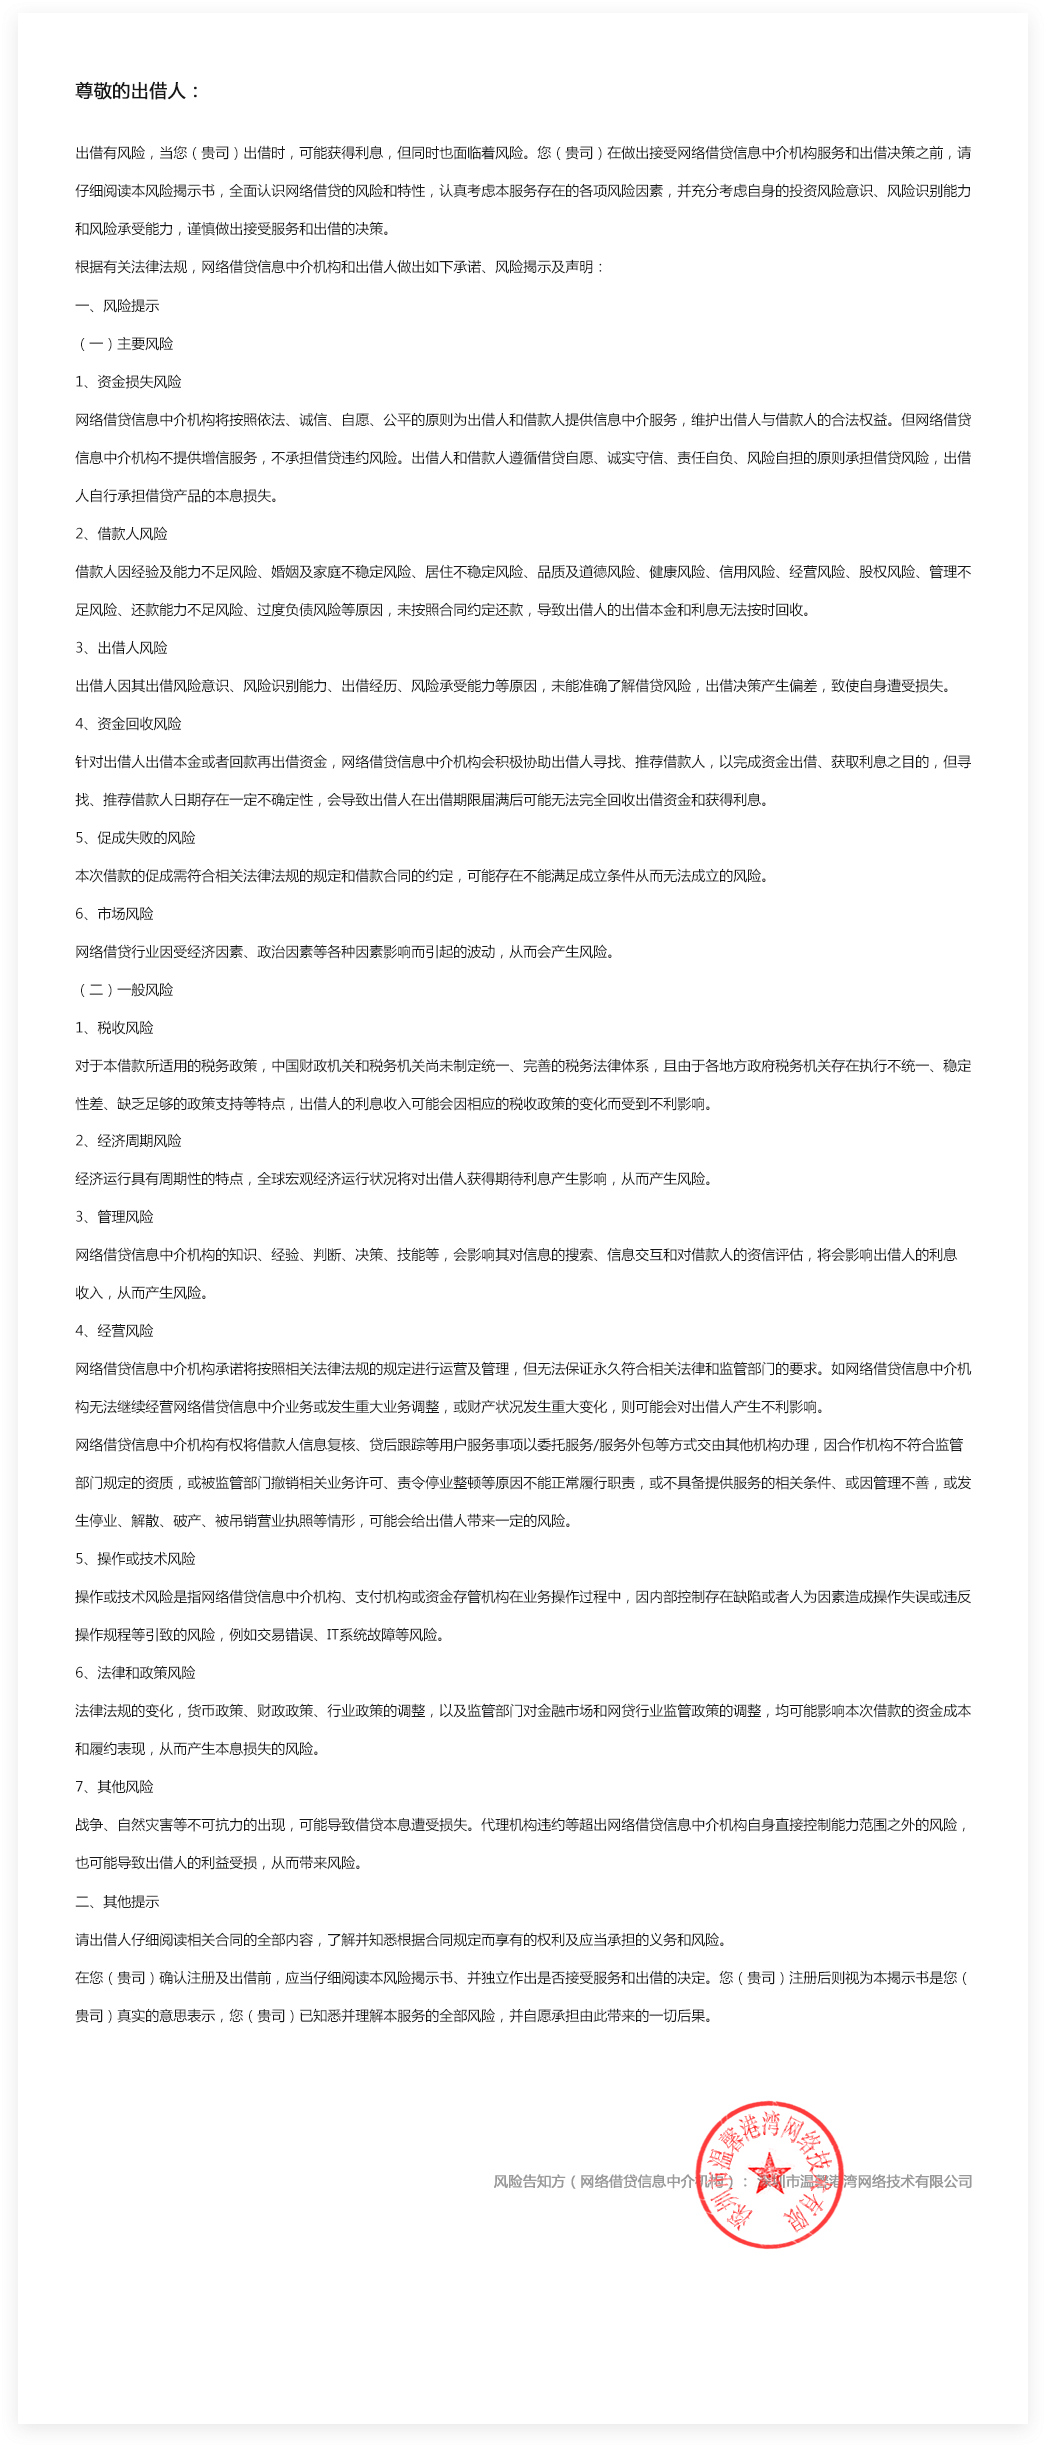 尊敬的出借人：
出借有风险，当您（贵司）出借时，可能获得利息，但同时也面临着风险。您（贵司）在做出接受网络借贷信息中介机构服务和出借决策之前，请
仔细阅读本风险揭示书，全面认识网络借贷的风险和特性，认真考虑本服务存在的各项风险因素，并充分考虑自身的投资风险意识、风险识别能力
和风险承受能力，谨慎做出接受服务和出借的决策。
根据有关法律法规，网络借贷信息中介机构和出借人做出如下承诺、风险揭示及声明：
一、风险提示
（一）主要风险
1、资金损失风险
网络借贷信息中介机构将按照依法、诚信、自愿、公平的原则为出借人和借款人提供信息中介服务，维护出借人与借款人的合法权益。但网络借贷
信息中介机构不提供增信服务，不承担借贷违约风险。出借人和借款人遵循借贷自愿、诚实守信、责任自负、风险自担的原则承担借贷风险，出借
人自行承担借贷产品的本息损失。
2、借款人风险
借款人因经验及能力不足风险、婚姻及家庭不稳定风险、居住不稳定风险、品质及道德风险、健康风险、信用风险、经营风险、股权风险、管理不
足风险、还款能力不足风险、过度负债风险等原因，未按照合同约定还款，导致出借人的出借本金和利息无法按时回收。
3、出借人风险
出借人因其出借风险意识、风险识别能力、出借经历、风险承受能力等原因，未能准确了解借贷风险，出借决策产生偏差，致使自身遭受损失。
4、资金回收风险
针对出借人出借本金或者回款再出借资金，网络借贷信息中介机构会积极协助出借人寻找、推荐借款人，以完成资金出借、获取利息之目的，但寻
找、推荐借款人日期存在一定不确定性，会导致出借人在出借期限届满后可能无法完全回收出借资金和获得利息。
5、促成失败的风险
本次借款的促成需符合相关法律法规的规定和借款合同的约定，可能存在不能满足成立条件从而无法成立的风险。
6、市场风险
网络借贷行业因受经济因素、政治因素等各种因素影响而引起的波动，从而会产生风险。
（二）一般风险
1、税收风险
对于本借款所适用的税务政策，中国财政机关和税务机关尚未制定统一、完善的税务法律体系，且由于各地方政府税务机关存在执行不统一、稳定
性差、缺乏足够的政策支持等特点，出借人的利息收入可能会因相应的税收政策的变化而受到不利影响。
2、经济周期风险
经济运行具有周期性的特点，全球宏观经济运行状况将对出借人获得期待利息产生影响，从而产生风险。
3、管理风险
网络借贷信息中介机构的知识、经验、判断、决策、技能等，会影响其对信息的搜索、信息交互和对借款人的资信评估，将会影响出借人的利息
收入，从而产生风险。
4、经营风险
网络借贷信息中介机构承诺将按照相关法律法规的规定进行运营及管理，但无法保证永久符合相关法律和监管部门的要求。如网络借贷信息中介机
构无法继续经营网络借贷信息中介业务或发生重大业务调整，或财产状况发生重大变化，则可能会对出借人产生不利影响。
网络借贷信息中介机构有权将借款人信息复核、贷后跟踪等用户服务事项以委托服务/服务外包等方式交由其他机构办理，因合作机构不符合监管
部门规定的资质，或被监管部门撤销相关业务许可、责令停业整顿等原因不能正常履行职责，或不具备提供服务的相关条件、或因管理不善，或发
生停业、解散、破产、被吊销营业执照等情形，可能会给出借人带来一定的风险。
5、操作或技术风险
操作或技术风险是指网络借贷信息中介机构、支付机构或资金存管机构在业务操作过程中，因内部控制存在缺陷或者人为因素造成操作失误或违反
操作规程等引致的风险，例如交易错误、IT系统故障等风险。
6、法律和政策风险
法律法规的变化，货币政策、财政政策、行业政策的调整，以及监管部门对金融市场和网贷行业监管政策的调整，均可能影响本次借款的资金成本
和履约表现，从而产生本息损失的风险。
7、其他风险
战争、自然灾害等不可抗力的出现，可能导致借贷本息遭受损失。代理机构违约等超出网络借贷信息中介机构自身直接控制能力范围之外的风险，
也可能导致出借人的利益受损，从而带来风险。
二、其他提示
请出借人仔细阅读相关合同的全部内容，了解并知悉根据合同规定而享有的权利及应当承担的义务和风险。
在您（贵司）确认注册及出借前，应当仔细阅读本风险揭示书、并独立作出是否接受服务和出借的决定。您（贵司）注册后则视为本揭示书是您（
贵司）真实的意思表示，您（贵司）已知悉并理解本服务的全部风险，并自愿承担由此带来的一切后果。
深圳市温馨港湾网络技术有限
风险告知方（网络借贷信息中介机构）：深圳市温馨港湾网络技术有限公司